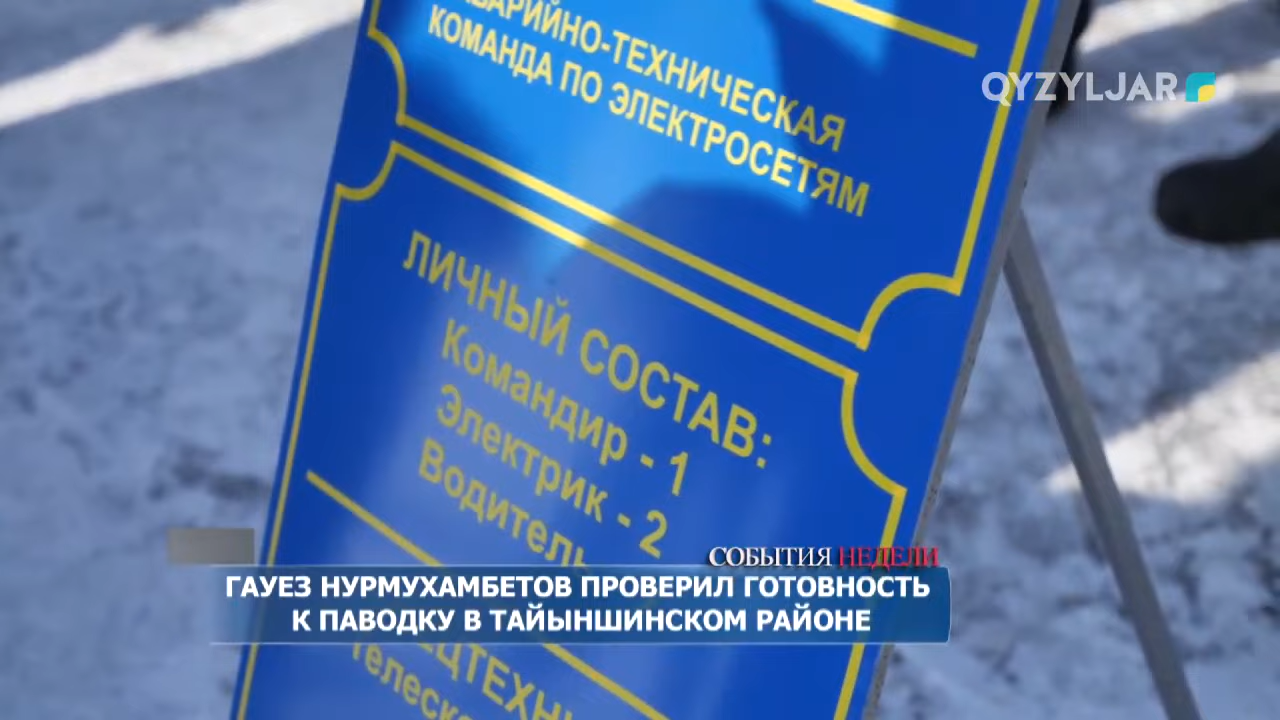 АВАРИЙНО-ТЕХНИЧЕСКАЯ
КОМАНДА ПО ЭЛЕКТРОСЕТЯМ
QYZYLJAR
ЛИЧНЫЙ СОСТАВ:
Командир - 1
Электрик - 2
Водитель
СОБЫТИЯ НЕДЕЛИ
ГАУЕЗ НУРМУХАМБЕТОВ ПРОВЕРИЛ ГОТОВНОСТЬ
К ПАВОДКУ В ТАЙЫНШИНСКОМ РАЙОНЕ